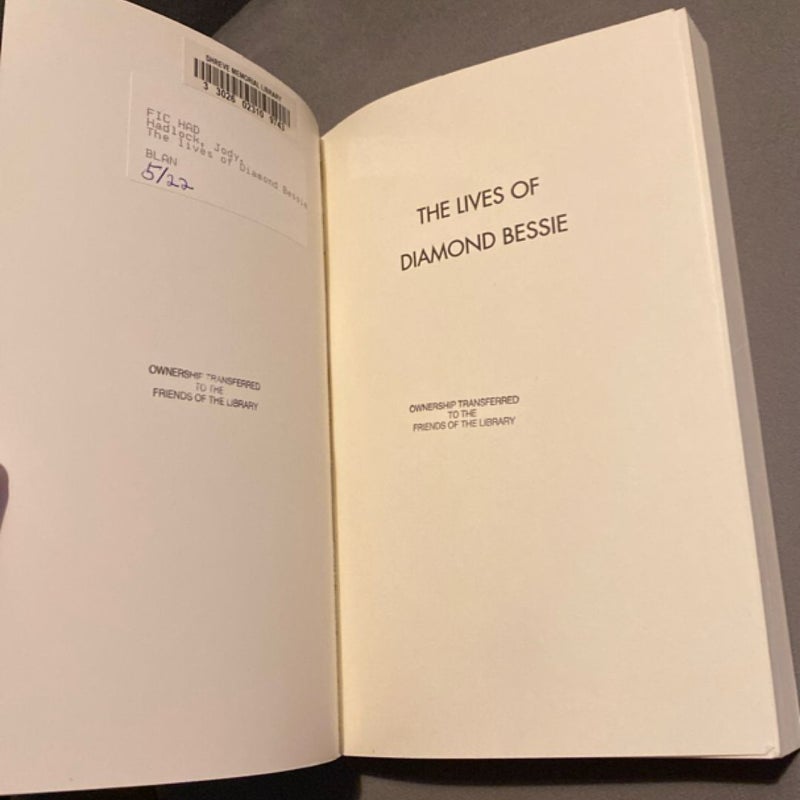 SHREVE MEMORIAL LIBRARY
3 3026 02310 9743
FIC HAD
Hadlock, Jody,
The lives of Diamond Bessie
BLAN
5/22
OWNERSHIP TRANSFERRED
TO THE
FRIENDS OF THE LIBRARY
THE LIVES OF
DIAMOND BESSIE
OWNERSHIP TRANSFERRED
TO THE
FRIENDS OF THE LIBRARY